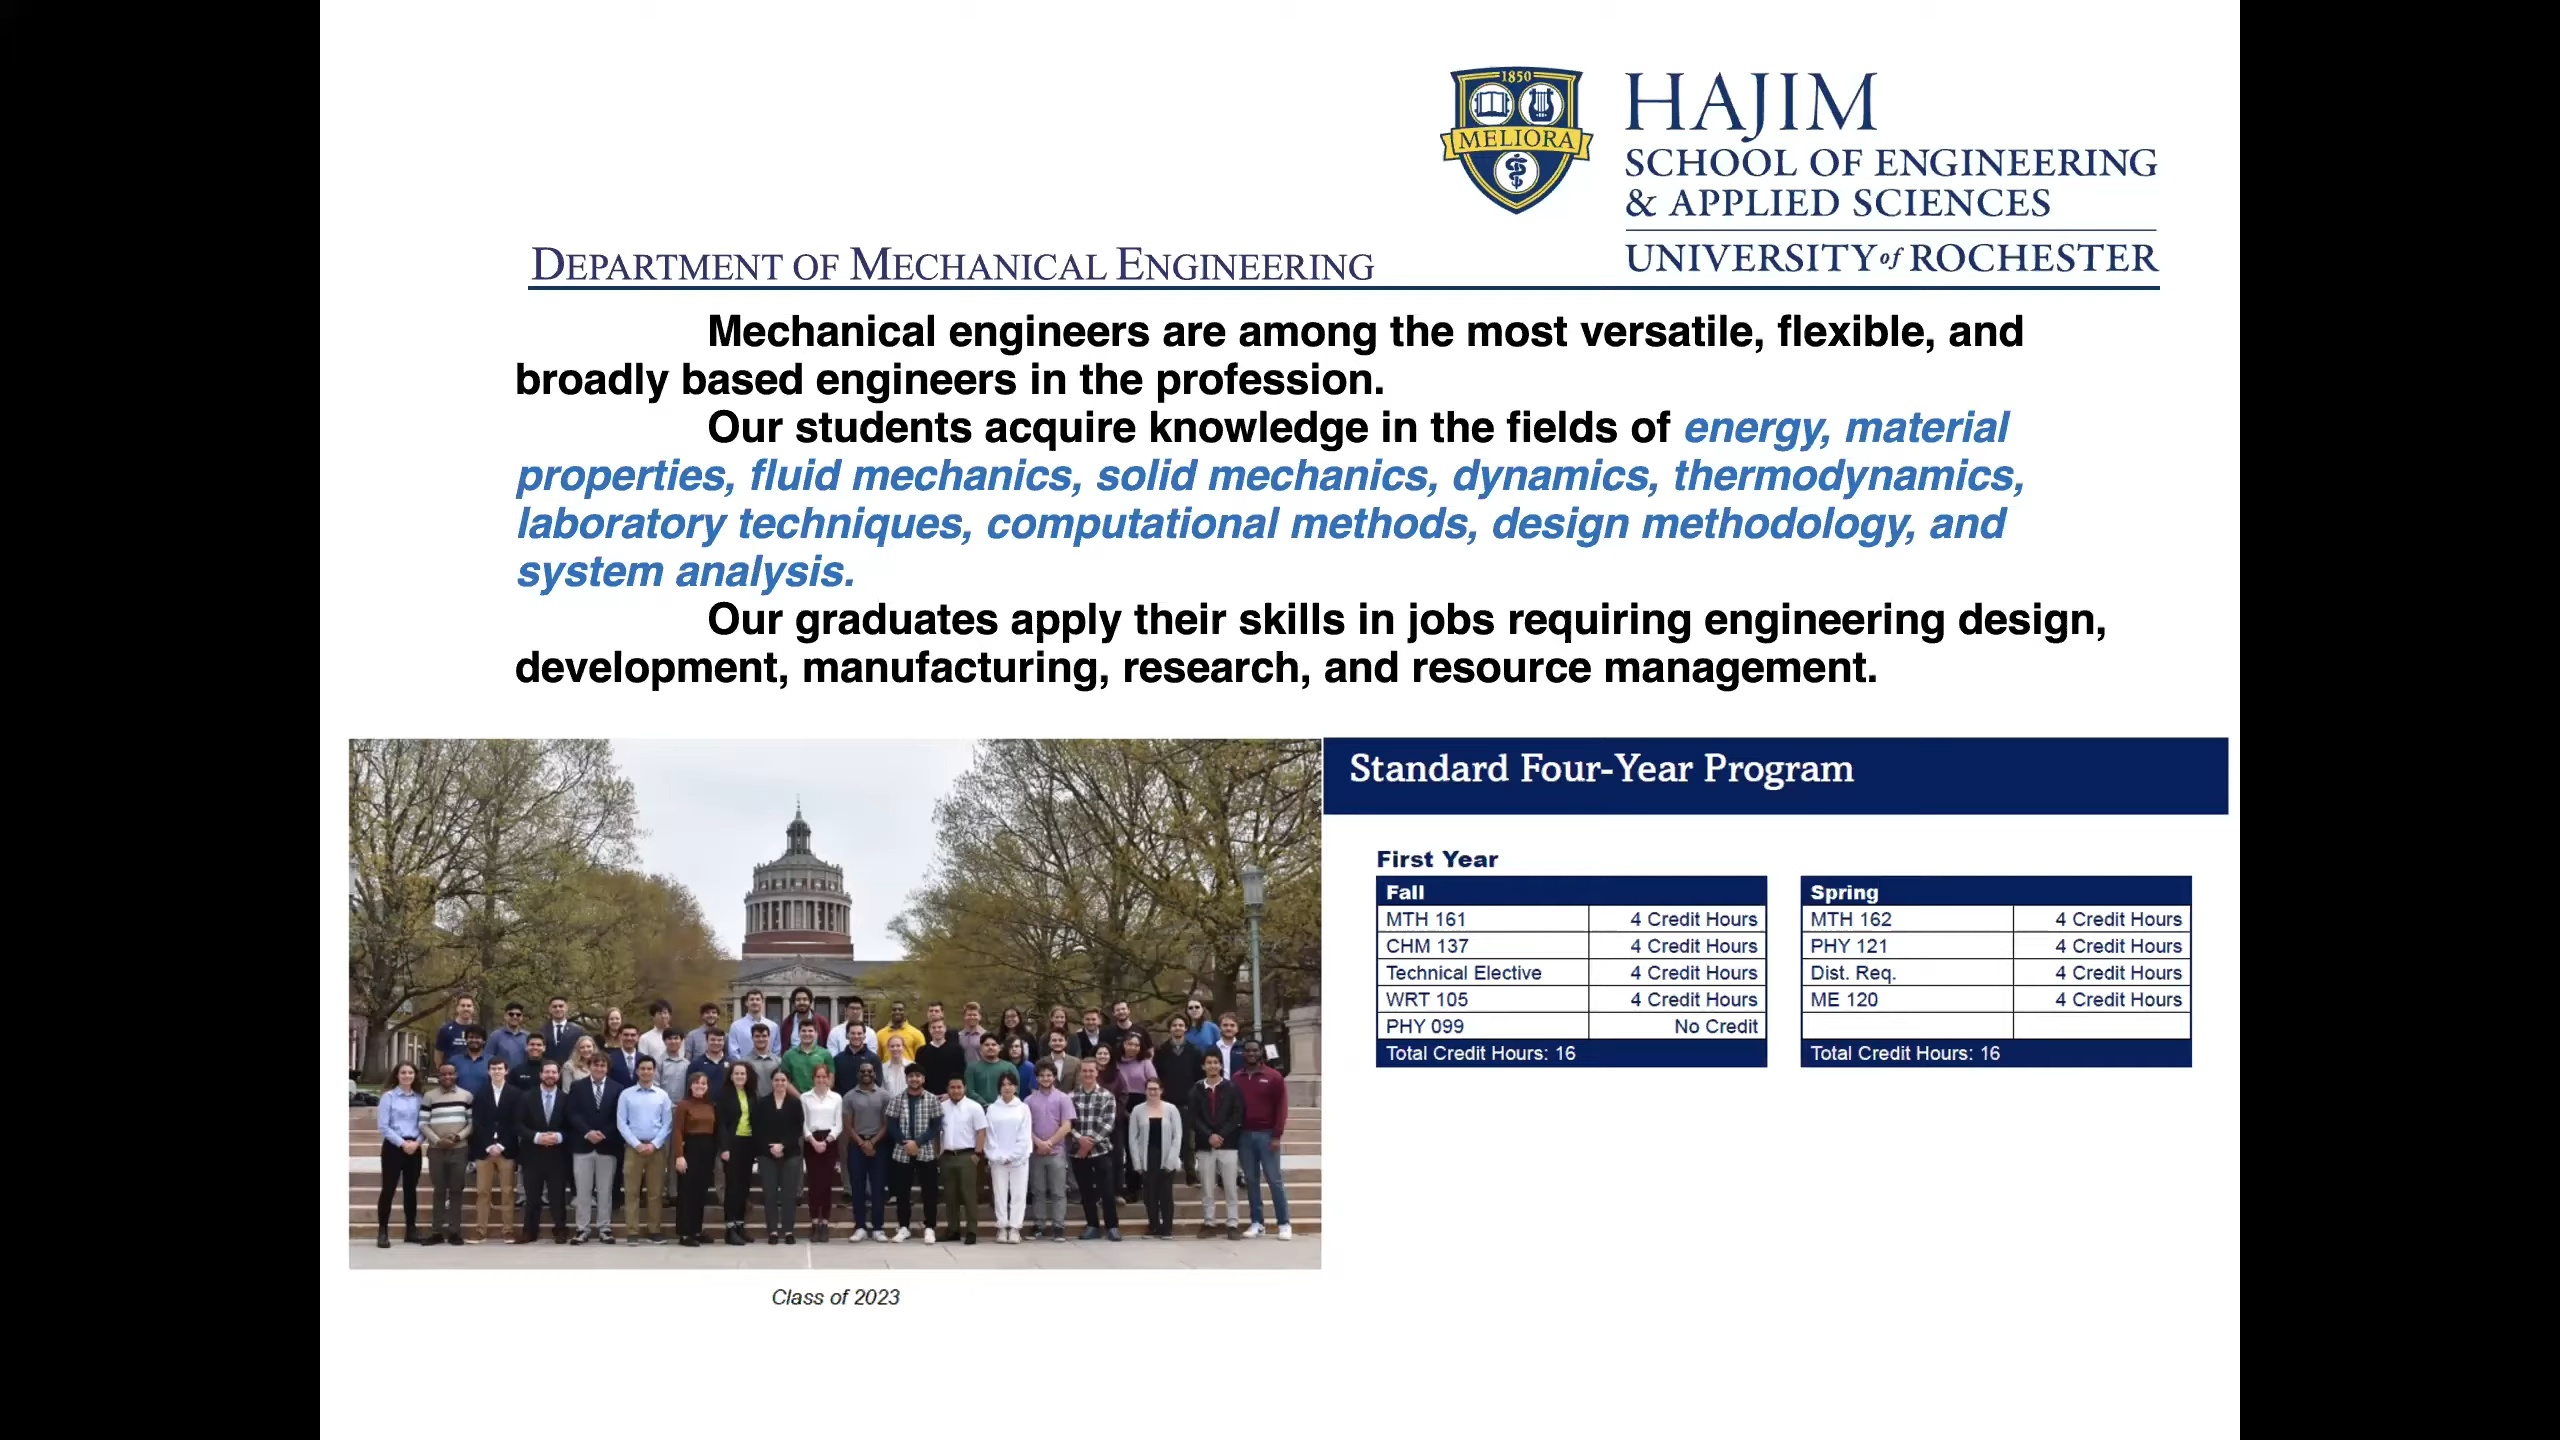 1850
MELIORA
HAJIM
SCHOOL OF ENGINEERING
& APPLIED SCIENCES
UNIVERSITY of ROCHESTER
DEPARTMENT OF MECHANICAL ENGINEERING
Mechanical engineers are among the most versatile, flexible, and
broadly based engineers in the profession.
Our students acquire knowledge in the fields of energy, material
properties, fluid mechanics, solid mechanics, dynamics, thermodynamics,
laboratory techniques, computational methods, design methodology, and
system analysis.
Our graduates apply their skills in jobs requiring engineering design,
development, manufacturing, research, and resource management.
Class of 2023
Standard Four-Year Program
First Year
Fall
MTH 161 4 Credit Hours
CHM 137 4 Credit Hours
Technical Elective 4 Credit Hours
WRT 105 4 Credit Hours
PHY 099 No Credit
Total Credit Hours: 16
Spring
MTH 162 4 Credit Hours
PHY 121 4 Credit Hours
Dist. Req. 4 Credit Hours
ME 120 4 Credit Hours
Total Credit Hours: 16